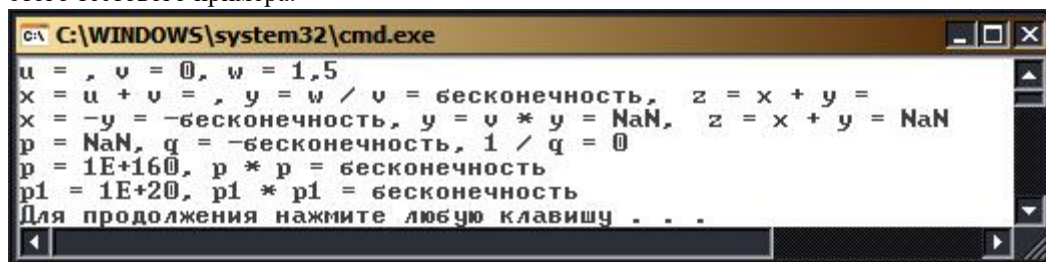 C:\WINDOWS\system32\cmd.exe
u = , v = 0, w = 1,5
x = u + v = , y = w / v = бесконечность,  z = x + y =
x = -y = -бесконечность, y = v * y = NaN,  z = x + y = NaN
p = NaN, q = -бесконечность, 1 / q = 0
p = 1E+160, p * p = бесконечность
p1 = 1E+20, p1 * p1 = бесконечность
Для продолжения нажмите любую клавишу . . .